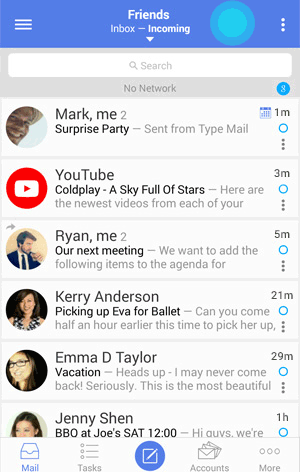 Friends
Inbox — Incoming
Search
No Network
Mark, me 2
1m
Surprise Party — Sent from Type Mail
YouTube
3m
Coldplay - A Sky Full Of Stars — Here are
the newest videos from each of your
Ryan, me 2
5m
Our next meeting — We want to add the
following items to the agenda for
Kerry Anderson
21m
Picking up Eva for Ballet — Can you come
half an hour earlier this time to pick her up,
Emma D Taylor
29m
Vacation — Heads up - I may never come
back! Seriously. This is the most beautiful
Jenny Shen
1h
BBQ at Joe's SAT 12:00 — Hi guys, we're
Mail
Tasks
Accounts
More